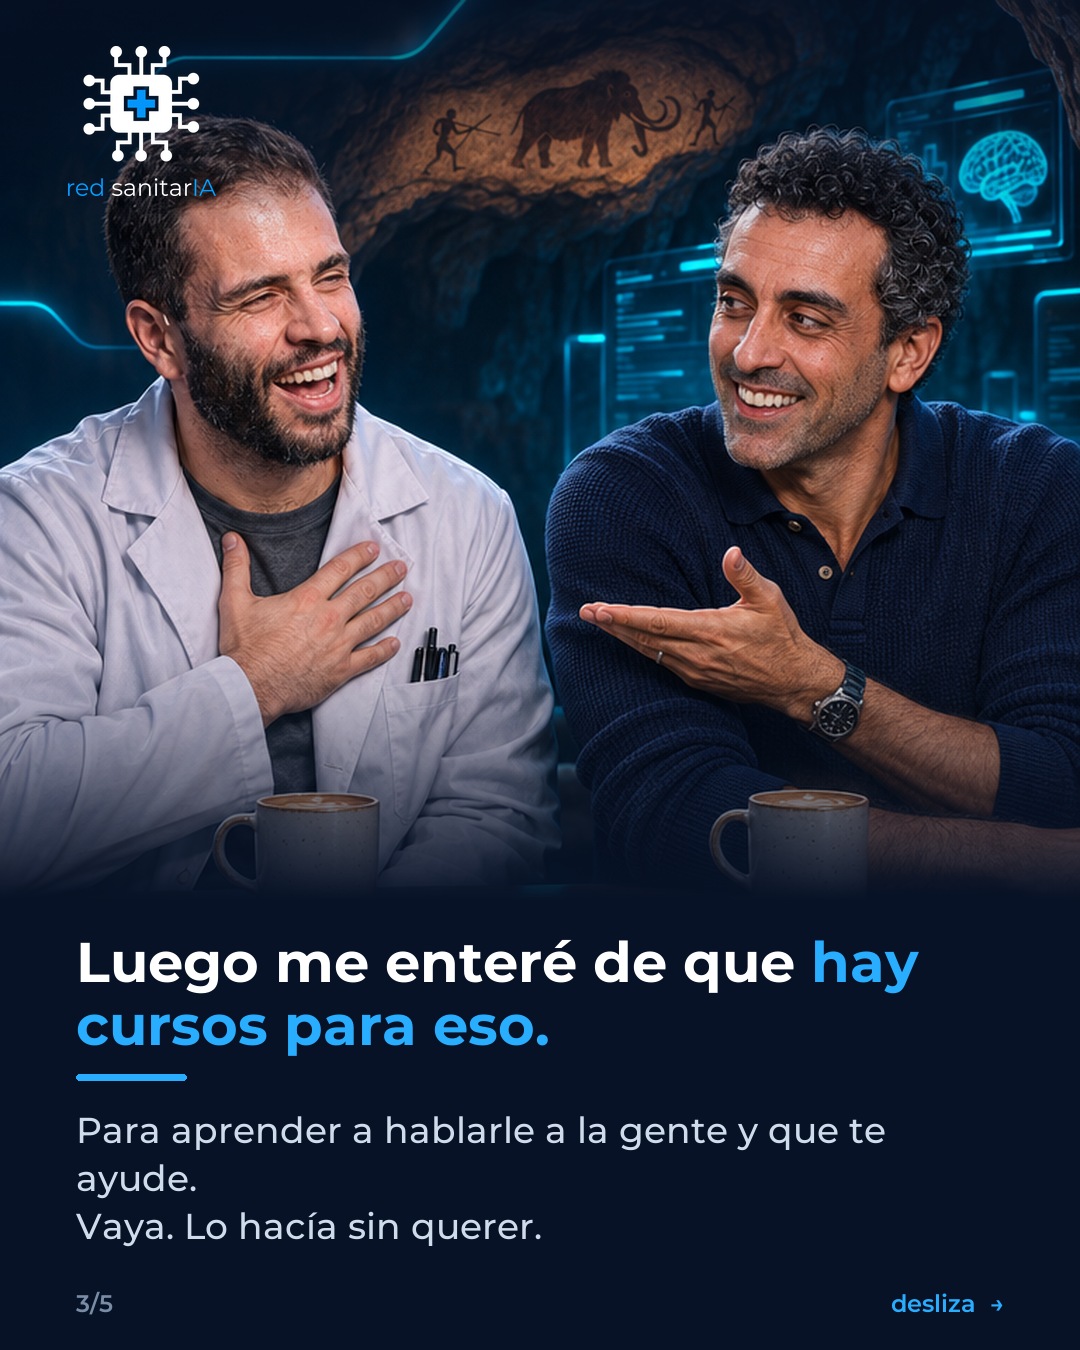 red sanitarIA
Luego me enteré de que hay
cursos para eso.
Para aprender a hablarle a la gente y que te
ayude.
Vaya. Lo hacía sin querer.
3/5
desliza →